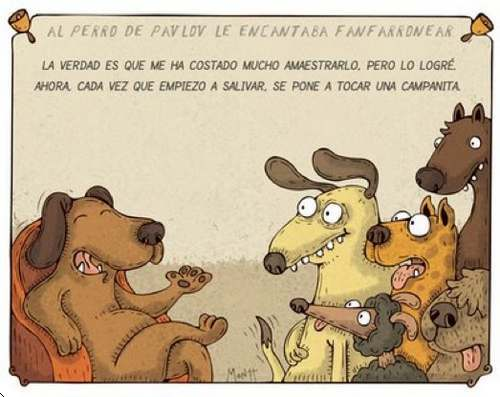 AL PERRO DE PAVLOV LE ENCANTABA FANFARRONEAR
LA VERDAD ES QUE ME HA COSTADO MUCHO AMAESTRARLO, PERO LO LOGRÉ.
AHORA, CADA VEZ QUE EMPIEZO A SALIVAR, SE PONE A TOCAR UNA CAMPANITA.
MONTT